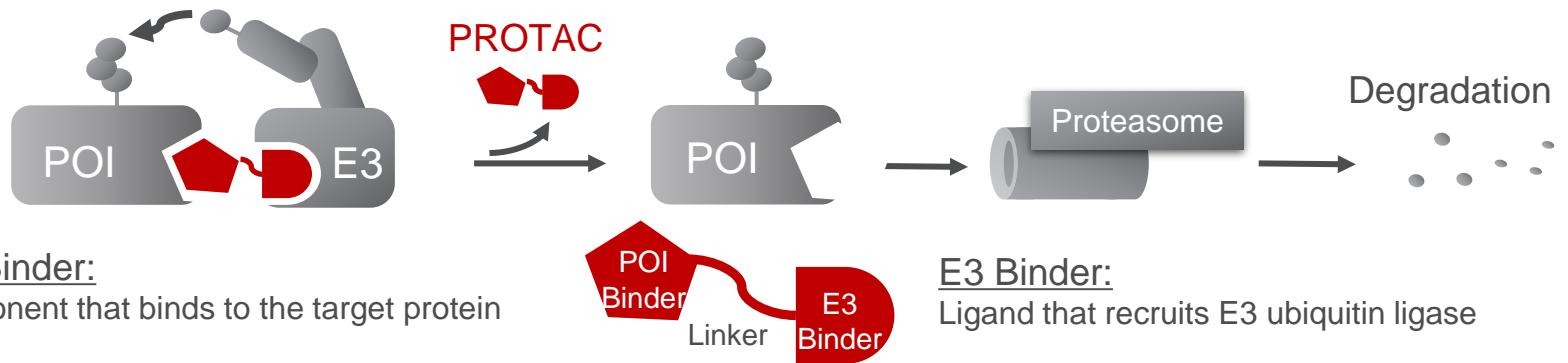 PROTAC
POI
E3
POI
Proteasome
Degradation
inder:
onent that binds to the target protein
POI
Binder
Linker
E3
Binder
E3 Binder:
Ligand that recruits E3 ubiquitin ligase